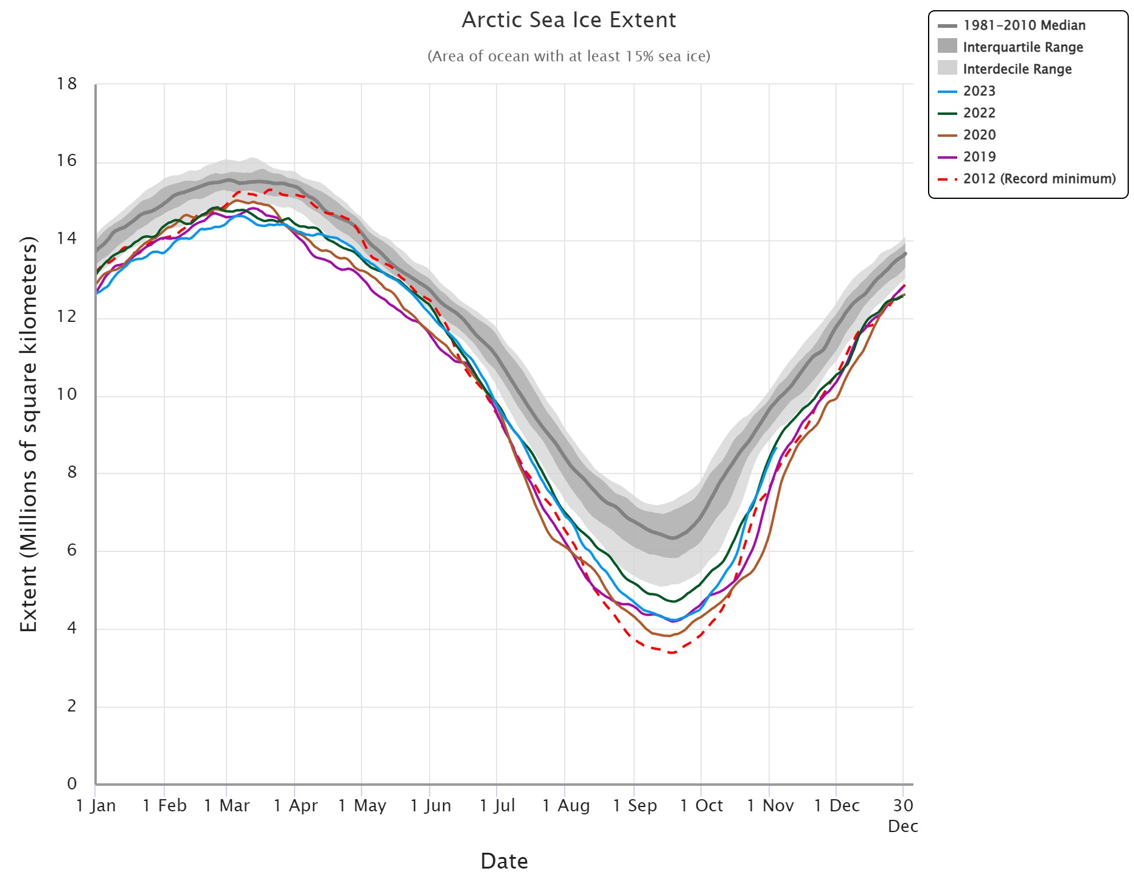 Arctic Sea Ice Extent
(Area of ocean with at least 15% sea ice)
1981–2010 Median
Interquartile Range
Interdecile Range
2023
2022
2020
2019
2012 (Record minimum)
Extent (Millions of square kilometers)
18
16
14
12
10
8
6
4
2
0
1 Jan 1 Feb 1 Mar 1 Apr 1 May 1 Jun 1 Jul 1 Aug 1 Sep 1 Oct 1 Nov 1 Dec 30
Dec
Date